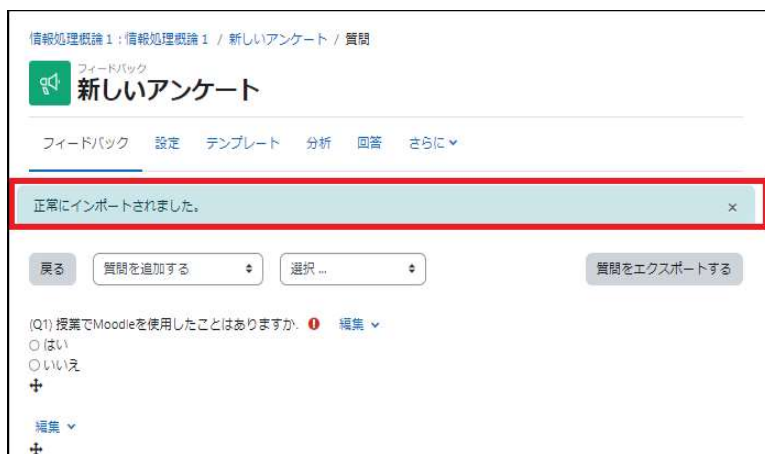 情報処理概論１:情報処理概論１ / 新しいアンケート / 質問
フィードバック
新しいアンケート
フィードバック 設定 テンプレート 分析 回答 さらに
正常にインポートされました。 ×
戻る 質問を追加する 選択 ... 質問をエクスポートする
(Q1) 授業でMoodleを使用したことはありますか. 編集
はい
いいえ
編集